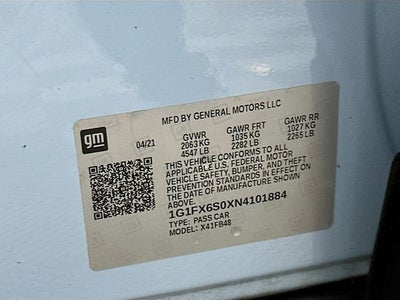 MFD BY GENERAL MOTORS LLC
gm
04/21 GVWR GAWR FRT GAWR RR
2063 KG 1035 KG 1027 KG
4547 LB 2282 LB 2265 LB
THIS VEHICLE CONFORMS TO ALL
APPLICABLE U.S. FEDERAL MOTOR
VEHICLE SAFETY, BUMPER, AND THEFT
PREVENTION STANDARDS IN EFFECT ON
THE DATE OF MANUFACTURE SHOWN
ABOVE.
1G1FX6S0XN4101884
TYPE: PASS CAR
MODEL: X41FB48